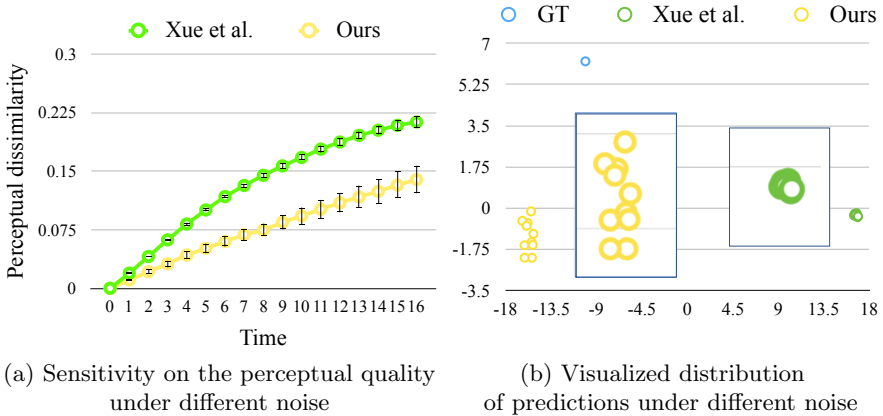 Xue et al.
Ours
0.3
0.225
0.15
0.075
0
Perceptual dissimilarity
0 1 2 3 4 5 6 7 8 9 10 11 12 13 14 15 16
Time
(a) Sensitivity on the perceptual quality
under different noise
GT
Xue et al.
Ours
7
5.25
3.5
1.75
0
-1.75
-3.5
-18 -13.5 -9 -4.5 0 4.5 9 13.5 18
(b) Visualized distribution
of predictions under different noise